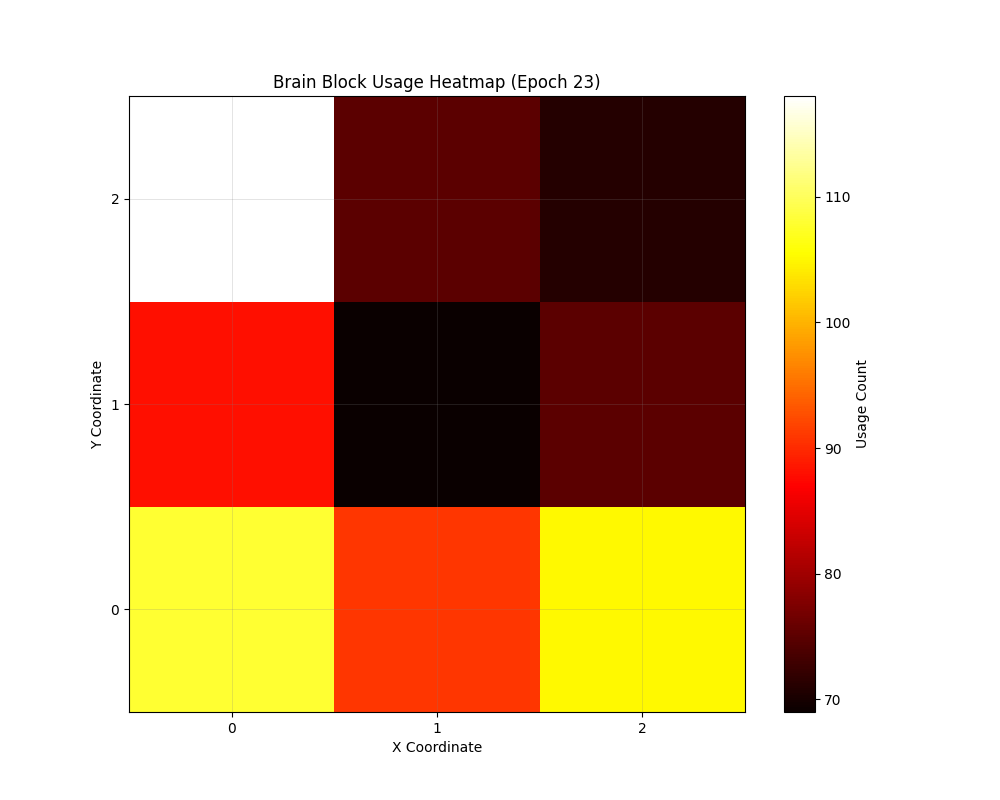 Brain Block Usage Heatmap (Epoch 23)
2
1
0
Y Coordinate
0 1 2
X Coordinate
110
100
90
80
70
Usage Count